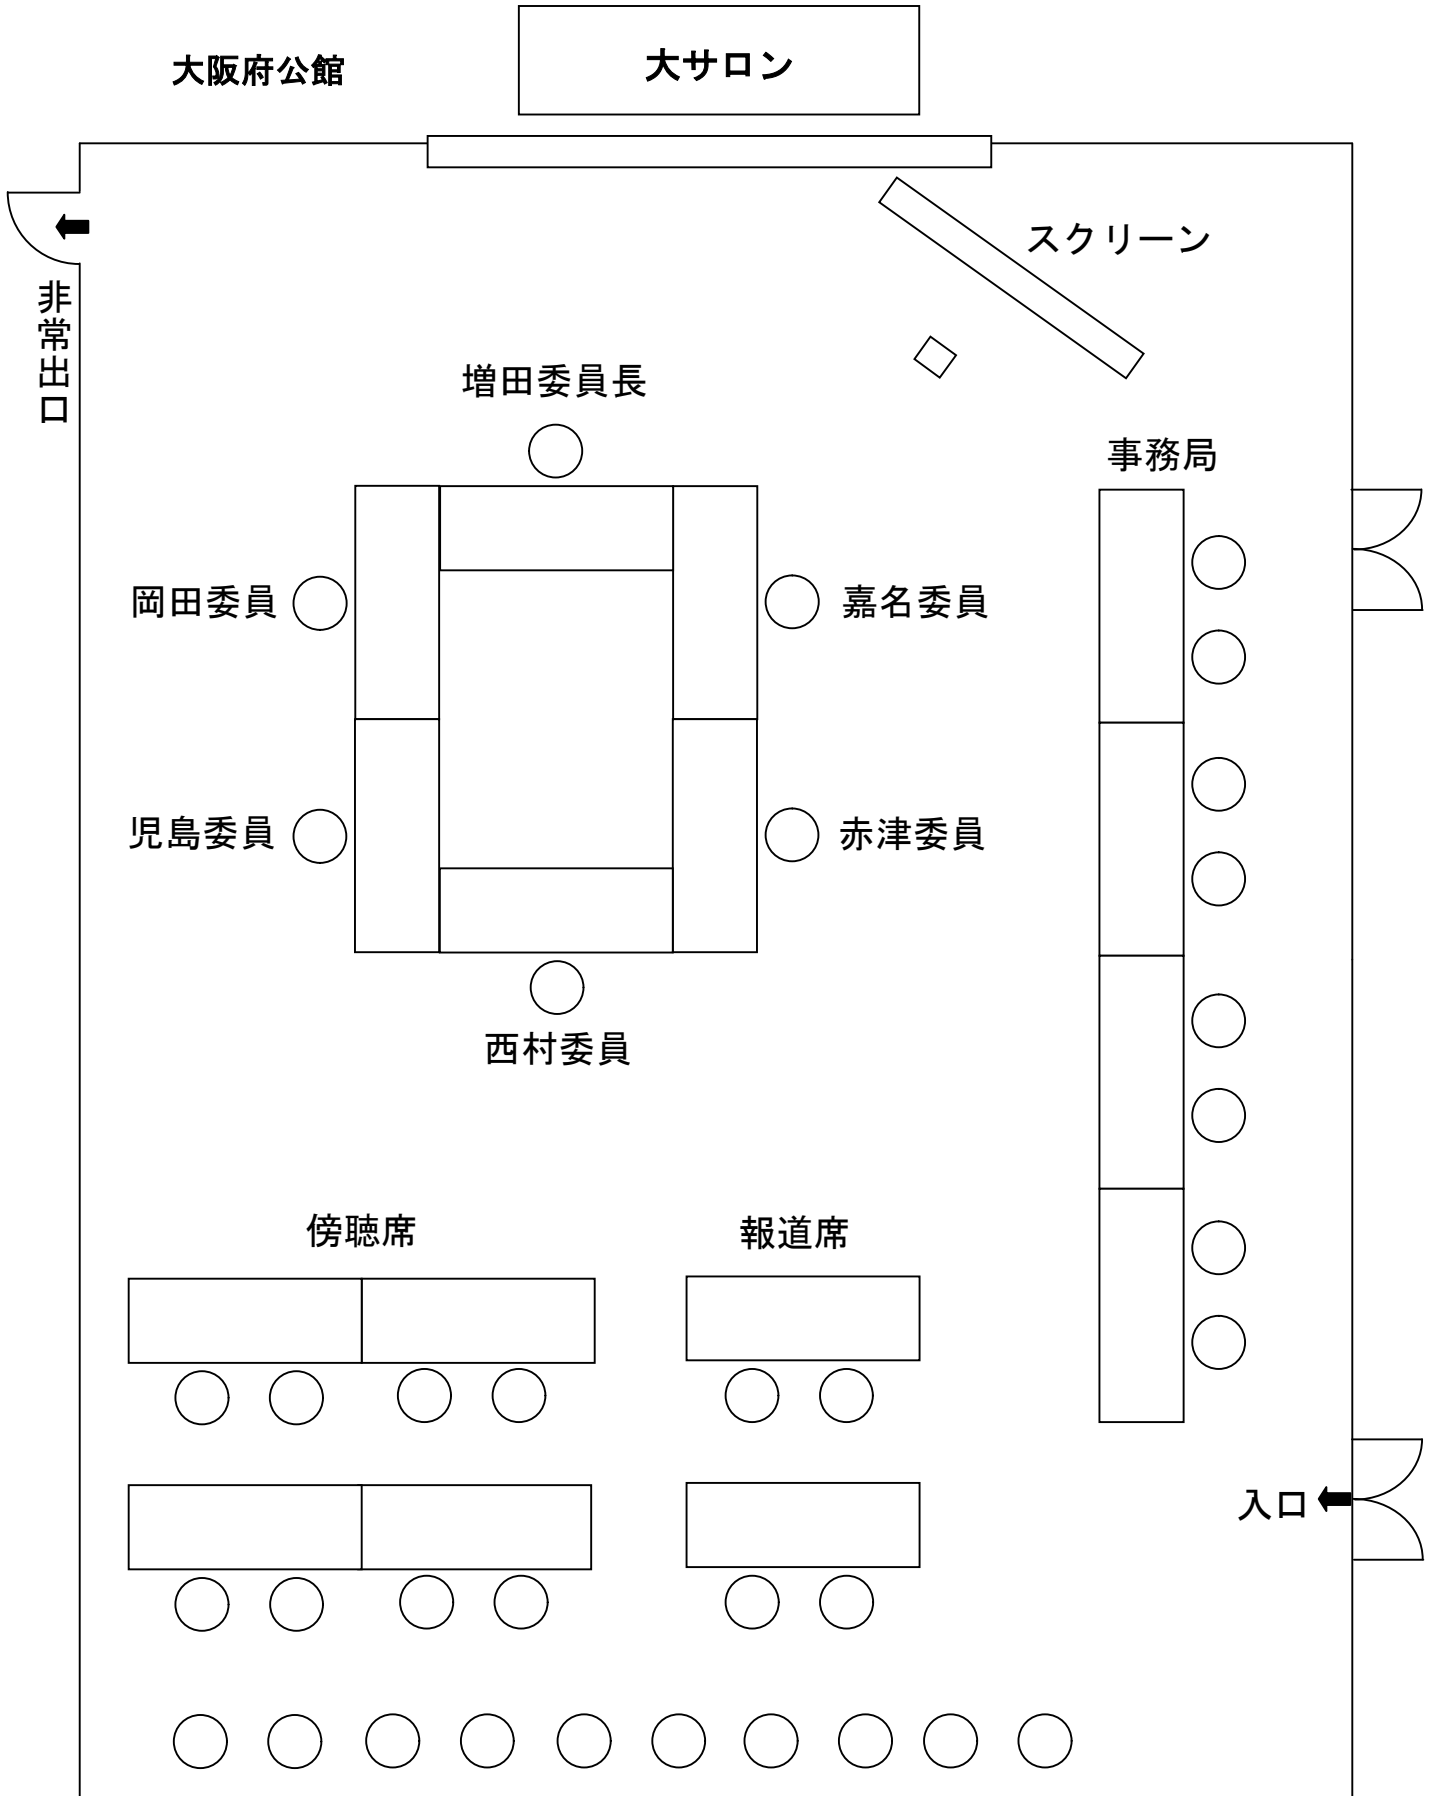 大阪府公館
大サロン
スクリーン
非常出口
増田委員長
事務局
岡田委員
嘉名委員
児島委員
赤津委員
西村委員
傍聴席
報道席
入口